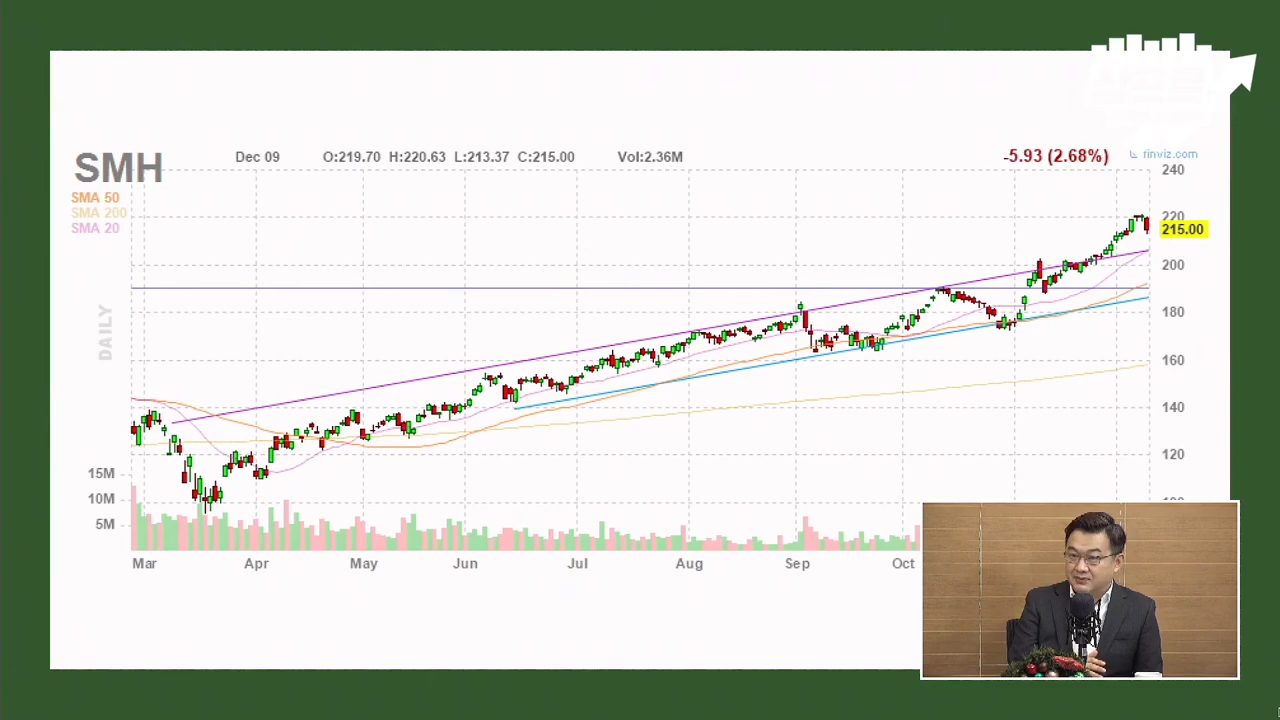 SMH
Dec 09 O:219.70 H:220.63 L:213.37 C:215.00 Vol:2.36M
-5.93 (2.68%)
finviz.com
SMA 50
SMA 200
SMA 20
DAILY
240
220
215.00
200
180
160
140
120
15M
10M
5M
Mar Apr May Jun Jul Aug Sep Oct